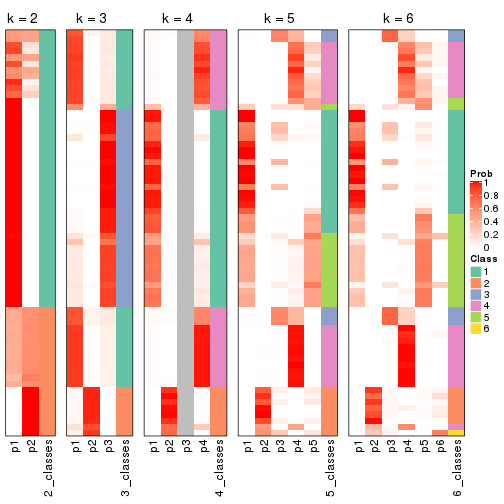 k = 2
k = 3
k = 4
k = 5
k = 6
p1
p2
2_classes
p1
p2
p3
3_classes
p1
p2
p3
p4
4_classes
p1
p2
p3
p4
p5
5_classes
p1
p2
p3
p4
p5
p6
6_classes
Prob
1
0.8
0.6
0.4
0.2
0
Class
1
2
3
4
5
6